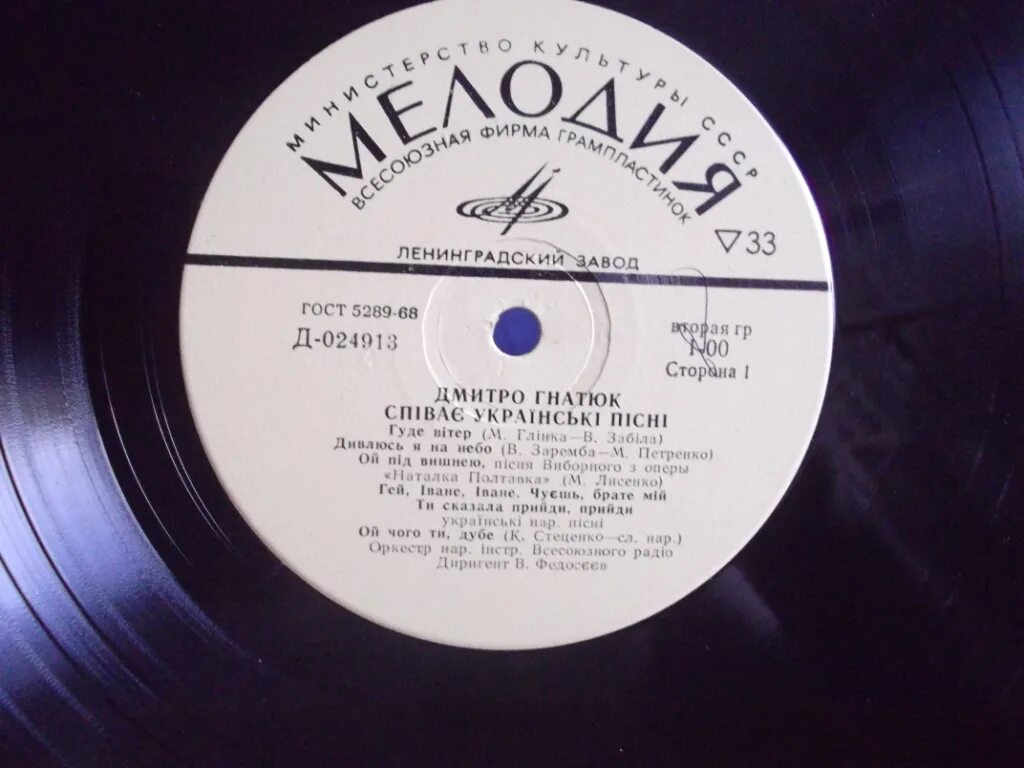 МИНИСТЕРСТВО КУЛЬТУРЫ СССР
МЕЛОДИЯ
ВСЕСОЮЗНАЯ ФИРМА ГРАМПЛАСТИНОК
▽33
ЛЕНИНГРАДСКИЙ ЗАВОД
ГОСТ 5289-68
Д-024913
вторая гр
1-00
Сторона 1
ДМИТРО ГНАТЮК
СПІВАЄ УКРАЇНСЬКІ ПІСНІ
Гуде вітер (М. Глінка—В. Забіла)
Дивлюсь я на небо (В. Заремба—М. Петренко)
Ой під вишнею, пісня Виборного з оперы
«Наталка Полтавка» (М. Лисенко)
Гей, Іване, Іване. Чуєшь, брате мій
Ти сказала прийди, прийди
українські нар. пісні
Ой чого ти, дубе (К. Стеценко—сл. нар.)
Оркестр нар. інстр. Всесоюзного радіо
Диригент В. Федосєєв